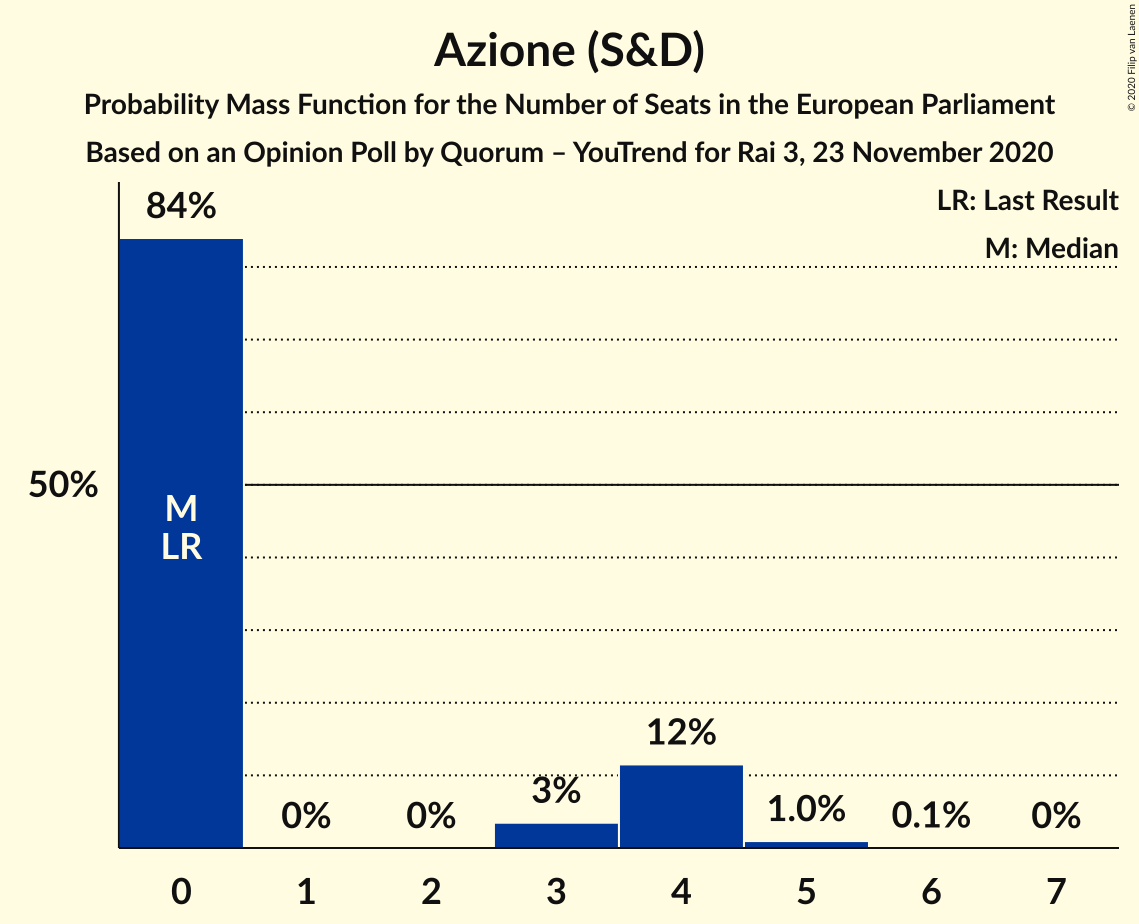 Azione (S&D)
Probability Mass Function for the Number of Seats in the European Parliament
Based on an Opinion Poll by Quorum – YouTrend for Rai 3, 23 November 2020
© 2020 Filip van Laenen
LR: Last Result
M: Median
84%
50%
M
LR
0%
0%
3%
12%
1.0%
0.1%
0%
0
1
2
3
4
5
6
7